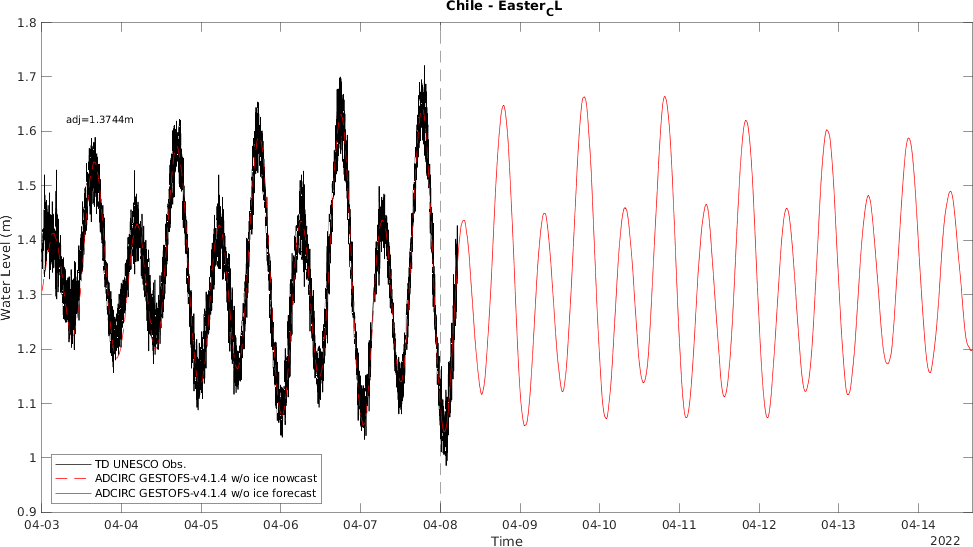 Chile - Easter_CL
1.8
1.7
1.6
1.5
1.4
1.3
1.2
1.1
1
0.9
Water Level (m)
adj=1.3744m
TD UNESCO Obs.
ADCIRC GESTOFS-v4.1.4 w/o ice nowcast
ADCIRC GESTOFS-v4.1.4 w/o ice forecast
04-03 04-04 04-05 04-06 04-07 04-08 04-09 04-10 04-11 04-12 04-13 04-14
Time
2022